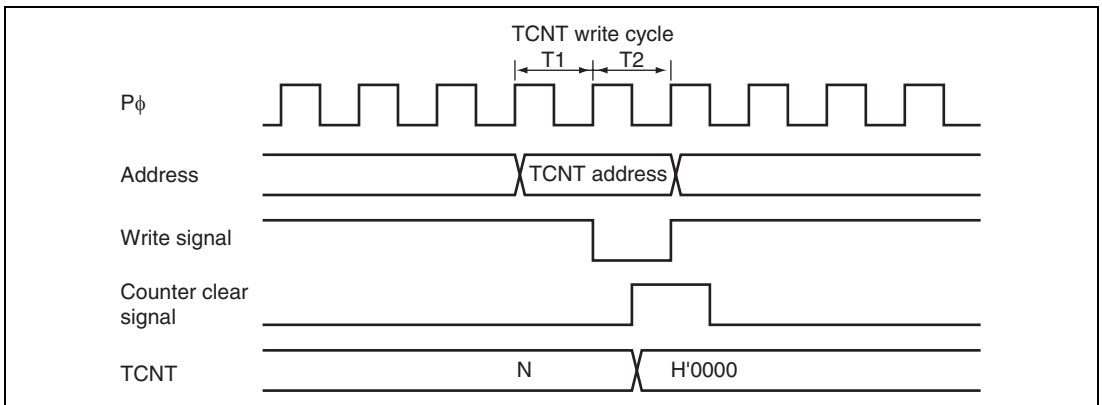 TCNT write cycle
T1 T2
Pϕ
Address
TCNT address
Write signal
Counter clear
signal
TCNT
N
H'0000